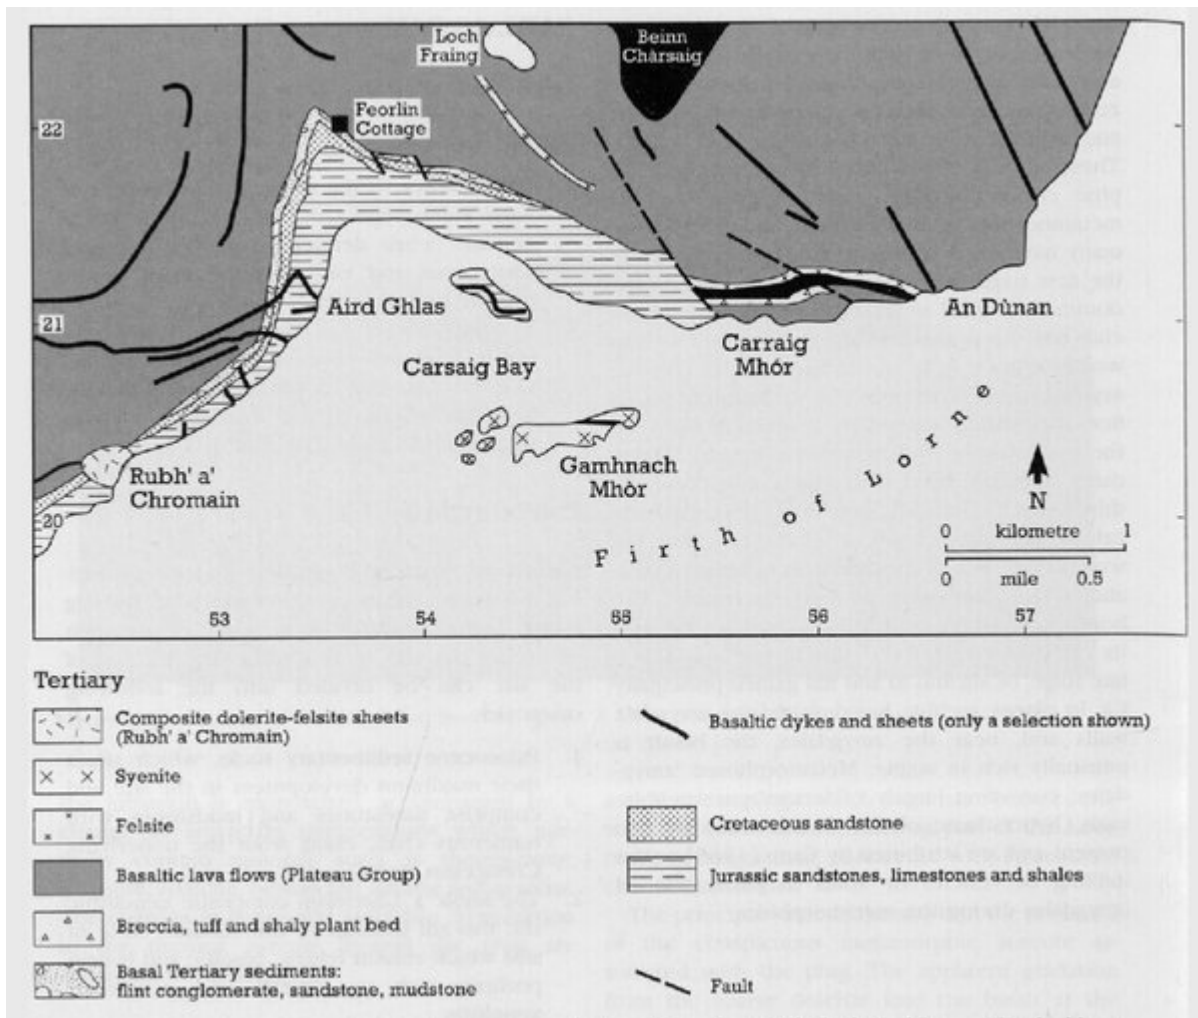 Loch
Fraing
Beinn
Chàrsaig
Feorlin
Cottage
22
21
Aird Ghlas
An Dùnan
Carraig
Mhór
Carsaig Bay
Gamhnach
Mhòr
Rubh' a'
Chromain
20
Firth of Lorne
N
0 kilometre 1
0 mile 0.5
53 54 55 56 57
Tertiary
Composite dolerite-felsite sheets
(Rubh' a' Chromain)
Syenite
Felsite
Basaltic lava flows (Plateau Group)
Breccia, tuff and shaly plant bed
Basal Tertiary sediments:
flint conglomerate, sandstone, mudstone
Basaltic dykes and sheets (only a selection shown)
Cretaceous sandstone
Jurassic sandstones, limestones and shales
Fault